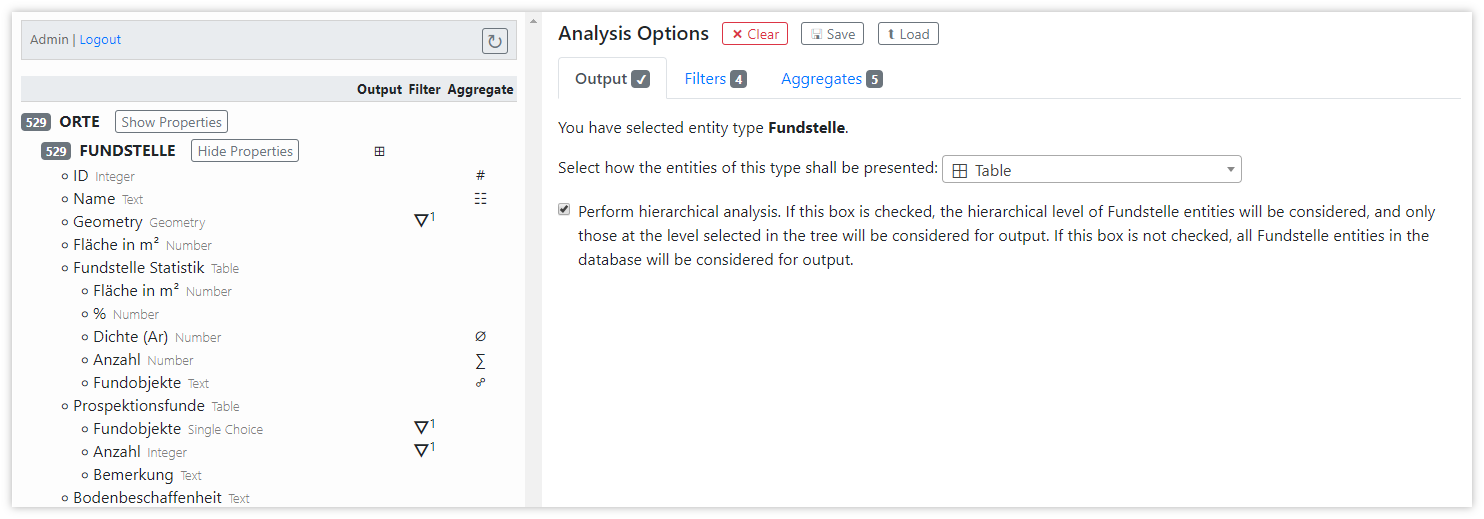 Admin | Logout
Output Filter Aggregate
529 ORTE Show Properties
529 FUNDSTELLE Hide Properties
ID Integer #
Name Text
Geometry Geometry 1
Fläche in m² Number
Fundstelle Statistik Table
Fläche in m² Number
% Number
Dichte (Ar) Number ∅
Anzahl Number ∑
Fundobjekte Text
Prospektionsfunde Table
Fundobjekte Single Choice 1
Anzahl Integer 1
Bemerkung Text
Bodenbeschaffenheit Text
Analysis Options Clear Save Load
Output Filters 4 Aggregates 5
You have selected entity type Fundstelle.
Select how the entities of this type shall be presented: Table
Perform hierarchical analysis. If this box is checked, the hierarchical level of Fundstelle entities will be considered, and only
those at the level selected in the tree will be considered for output. If this box is not checked, all Fundstelle entities in the
database will be considered for output.